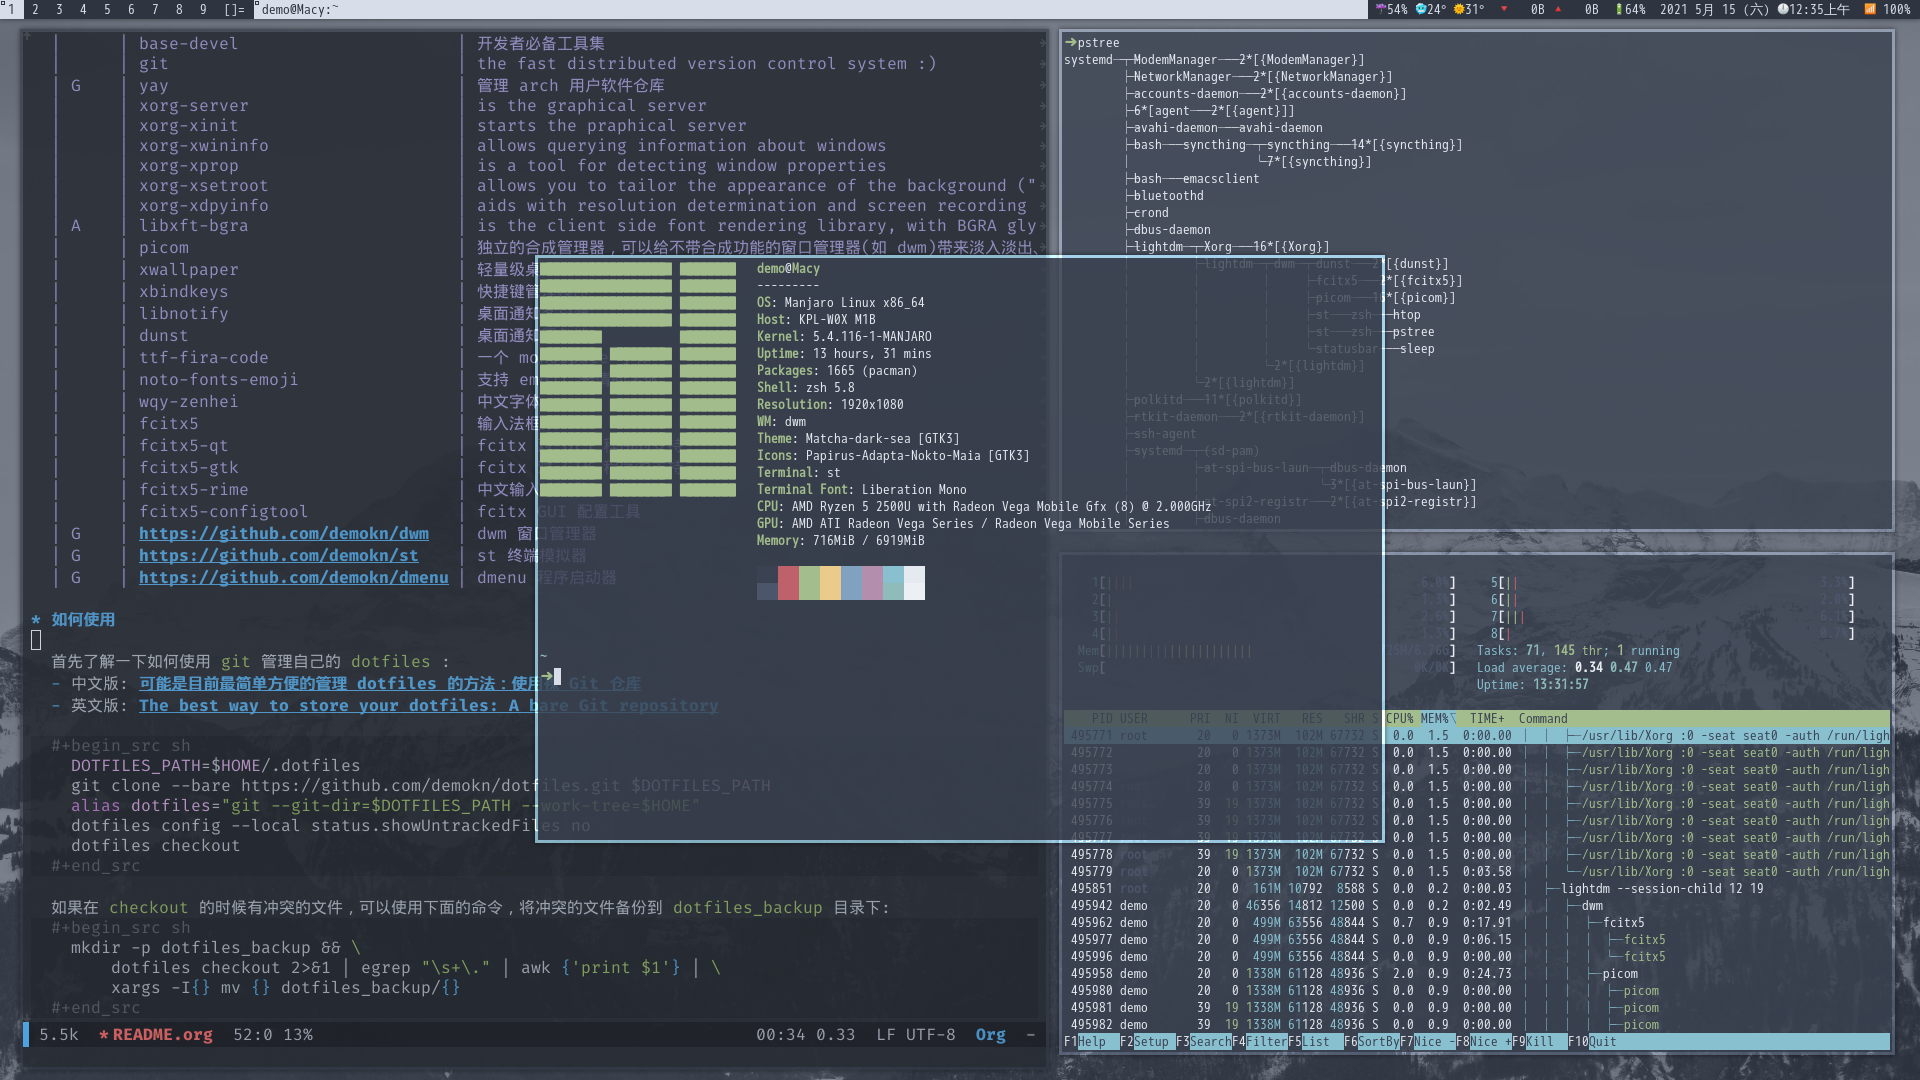 1 2 3 4 5 6 7 8 9 []= demo@Macy:~
54% 24° 31° 0B 0B 64% 2021 5月 15 (六) 12:35上午 100%
base-devel | 开发者必备工具集
git | the fast distributed version control system :)
G | yay | 管理 arch 用户软件仓库
xorg-server | is the graphical server
xorg-xinit | starts the praphical server
xorg-xwininfo | allows querying information about windows
xorg-xprop | is a tool for detecting window properties
xorg-xsetroot | allows you to tailor the appearance of the background ("
xorg-xdpyinfo | aids with resolution determination and screen recording
A | libxft-bgra | is the client side font rendering library, with BGRA gly
picom | 独立的合成管理器,可以给不带合成功能的窗口管理器(如 dwm)带来淡入淡出、
xwallpaper | 轻量级桌
xbindkeys | 快捷键管
libnotify | 桌面通知
dunst | 桌面通知
ttf-fira-code | 一个 mo
noto-fonts-emoji | 支持 em
wqy-zenhei | 中文字体
fcitx5 | 输入法框
fcitx5-qt | fcitx
fcitx5-gtk | fcitx
fcitx5-rime | 中文输入
fcitx5-configtool | fcitx GUI 配置工具
G | https://github.com/demokn/dwm | dwm 窗口管理器
G | https://github.com/demokn/st | st 终端模拟器
G | https://github.com/demokn/dmenu | dmenu 程序启动器
* 如何使用
首先了解一下如何使用 git 管理自己的 dotfiles :
- 中文版: 可能是目前最简单方便的管理 dotfiles 的方法:使用 Git 仓库
- 英文版: The best way to store your dotfiles: A bare Git repository
#+begin_src sh
DOTFILES_PATH=$HOME/.dotfiles
git clone --bare https://github.com/demokn/dotfiles.git $DOTFILES_PATH
alias dotfiles="git --git-dir=$DOTFILES_PATH --work-tree=$HOME"
dotfiles config --local status.showUntrackedFiles no
dotfiles checkout
#+end_src
如果在 checkout 的时候有冲突的文件,可以使用下面的命令,将冲突的文件备份到 dotfiles_backup 目录下:
#+begin_src sh
mkdir -p dotfiles_backup && \
dotfiles checkout 2>&1 | egrep "\s+\." | awk {'print $1'} | \
xargs -I{} mv {} dotfiles_backup/{}
#+end_src
5.5k *README.org 52:0 13% 00:34 0.33 LF UTF-8 Org -
demo@Macy
---------
OS: Manjaro Linux x86_64
Host: KPL-W0X M1B
Kernel: 5.4.116-1-MANJARO
Uptime: 13 hours, 31 mins
Packages: 1665 (pacman)
Shell: zsh 5.8
Resolution: 1920x1080
WM: dwm
Theme: Matcha-dark-sea [GTK3]
Icons: Papirus-Adapta-Nokto-Maia [GTK3]
Terminal: st
Terminal Font: Liberation Mono
CPU: AMD Ryzen 5 2500U with Radeon Vega Mobile Gfx (8) @ 2.000GHz
GPU: AMD ATI Radeon Vega Series / Radeon Vega Mobile Series
Memory: 716MiB / 6919MiB
~
➜
➜pstree
systemd─┬─ModemManager───2*[{ModemManager}]
├─NetworkManager───2*[{NetworkManager}]
├─accounts-daemon───2*[{accounts-daemon}]
├─6*[agent───2*[{agent}]]
├─avahi-daemon───avahi-daemon
├─bash───syncthing─┬─syncthing───14*[{syncthing}]
│ └─7*[{syncthing}]
├─bash───emacsclient
├─bluetoothd
├─crond
├─dbus-daemon
├─lightdm─┬─Xorg───16*[{Xorg}]
├─lightdm─┬─dwm─┬─dunst───2*[{dunst}]
├─fcitx5───2*[{fcitx5}]
├─picom───16*[{picom}]
├─st───zsh───htop
├─st───zsh───pstree
└─statusbar───sleep
└─2*[{lightdm}]
└─2*[{lightdm}]
├─polkitd───11*[{polkitd}]
├─rtkit-daemon───2*[{rtkit-daemon}]
├─ssh-agent
├─systemd─┬─(sd-pam)
├─at-spi-bus-laun─┬─dbus-daemon
└─3*[{at-spi-bus-laun}]
├─at-spi2-registr───2*[{at-spi2-registr}]
└─dbus-daemon
1[ ] 5[ ]
2[ ] 6[ ]
3[ ] 7[ ]
4[ ] 8[ ]
Mem[ ] Tasks: 71, 145 thr; 1 running
Swp[ ] Load average: 0.34 0.47 0.47
Uptime: 13:31:57
PID USER PRI NI VIRT RES SHR S CPU% MEM%▽ TIME+ Command
495771 root 20 0 1373M 102M 67732 S 0.0 1.5 0:00.00 /usr/lib/Xorg :0 -seat seat0 -auth /run/ligh
495772 20 0 1373M 102M 67732 S 0.0 1.5 0:00.00 /usr/lib/Xorg :0 -seat seat0 -auth /run/ligh
495773 20 0 1373M 102M 67732 S 0.0 1.5 0:00.00 /usr/lib/Xorg :0 -seat seat0 -auth /run/ligh
495774 20 0 1373M 102M 67732 S 0.0 1.5 0:00.00 /usr/lib/Xorg :0 -seat seat0 -auth /run/ligh
495775 39 19 1373M 102M 67732 S 0.0 1.5 0:00.00 /usr/lib/Xorg :0 -seat seat0 -auth /run/ligh
495776 20 0 1373M 102M 67732 S 0.0 1.5 0:00.00 /usr/lib/Xorg :0 -seat seat0 -auth /run/ligh
495777 39 19 1373M 102M 67732 S 0.0 1.5 0:00.00 /usr/lib/Xorg :0 -seat seat0 -auth /run/ligh
495778 root 39 19 1373M 102M 67732 S 0.0 1.5 0:00.00 /usr/lib/Xorg :0 -seat seat0 -auth /run/ligh
495779 root 20 0 1373M 102M 67732 S 0.0 1.5 0:03.58 /usr/lib/Xorg :0 -seat seat0 -auth /run/ligh
495851 root 20 0 161M 10792 8588 S 0.0 0.2 0:00.03 lightdm --session-child 12 19
495942 demo 20 0 46356 14812 12500 S 0.0 0.2 0:02.49 dwm
495962 demo 20 0 499M 63556 48844 S 0.7 0.9 0:17.91 fcitx5
495977 demo 20 0 499M 63556 48844 S 0.0 0.9 0:06.15 fcitx5
495996 demo 20 0 499M 63556 48844 S 0.0 0.9 0:00.00 fcitx5
495958 demo 20 0 1338M 61128 48936 S 2.0 0.9 0:24.73 picom
495980 demo 20 0 1338M 61128 48936 S 0.0 0.9 0:00.00 picom
495981 demo 39 19 1338M 61128 48936 S 0.0 0.9 0:00.00 picom
495982 demo 39 19 1338M 61128 48936 S 0.0 0.9 0:00.00 picom
F1Help F2Setup F3SearchF4FilterF5List F6SortByF7Nice -F8Nice +F9Kill F10Quit